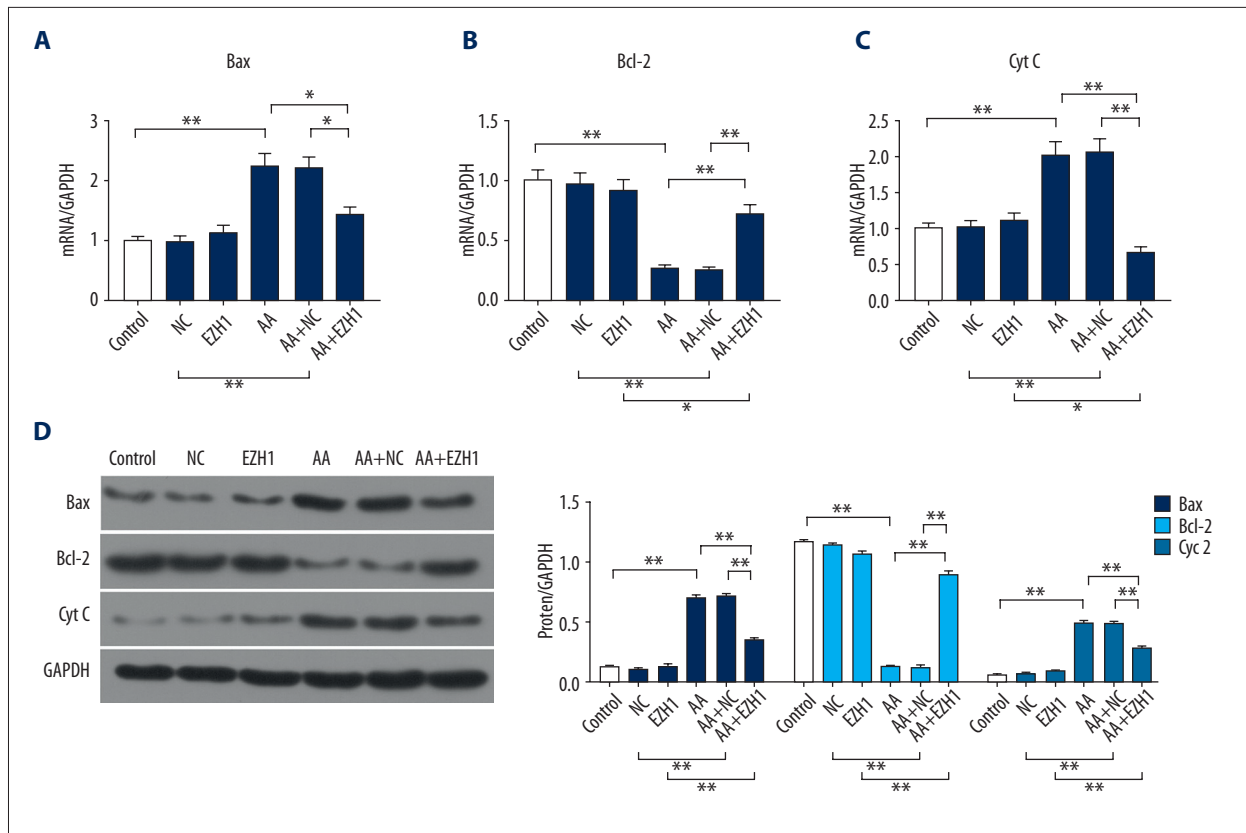 A
Bax
mRNA/GAPDH
3
2
1
0
**
*
*
Control
NC
EZH1
AA
AA+NC
AA+EZH1
**
B
Bcl-2
mRNA/GAPDH
1.5
1.0
0.5
0.0
**
**
**
Control
NC
EZH1
AA
AA+NC
AA+EZH1
**
*
C
Cyt C
mRNA/GAPDH
2.5
2.0
1.5
1.0
0.5
0.0
**
**
**
Control
NC
EZH1
AA
AA+NC
AA+EZH1
**
*
D
Control NC EZH1 AA AA+NC AA+EZH1
Bax
Bcl-2
Cyt C
GAPDH
Proten/GAPDH
1.5
1.0
0.5
0.0
**
**
**
**
**
**
**
**
**
Control
NC
EZH1
AA
AA+NC
AA+EZH1
Control
NC
EZH1
AA
AA+NC
AA+EZH1
Control
NC
EZH1
AA
AA+NC
AA+EZH1
**
**
**
**
**
**
Bax
Bcl-2
Cyc 2